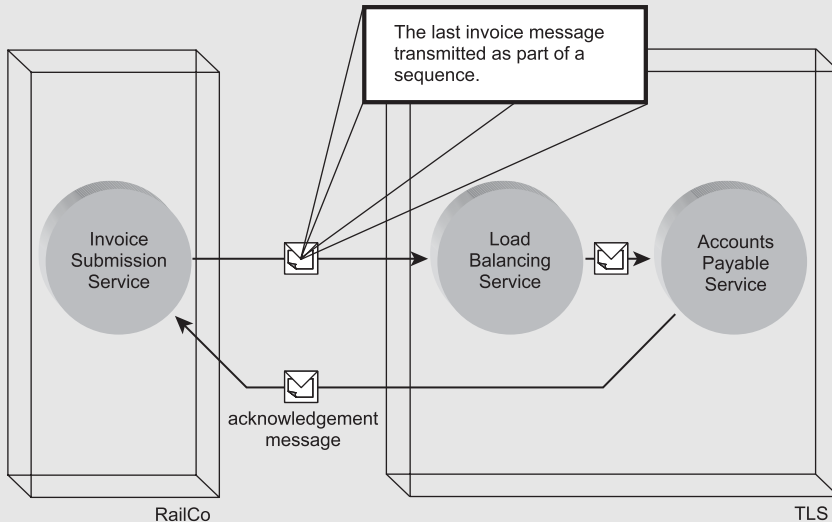 The last invoice message
transmitted as part of a
sequence.
Invoice
Submission
Service
Load
Balancing
Service
Accounts
Payable
Service
acknowledgement
message
RailCo
TLS